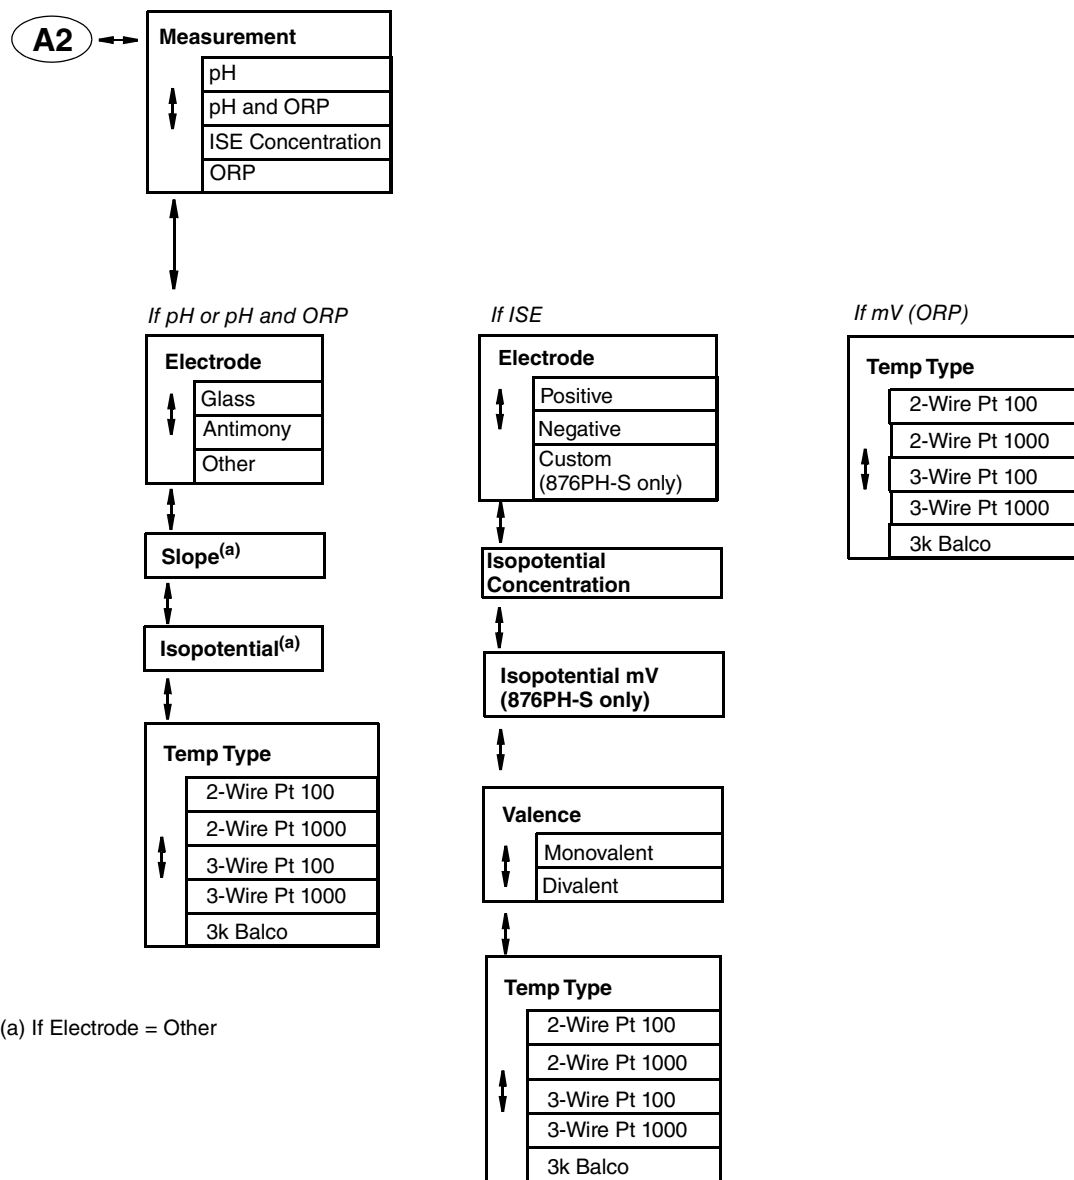 A2
Measurement
pH
pH and ORP
ISE Concentration
ORP
If pH or pH and ORP
Electrode
Glass
Antimony
Other
Slope(a)
Isopotential(a)
Temp Type
2-Wire Pt 100
2-Wire Pt 1000
3-Wire Pt 100
3-Wire Pt 1000
3k Balco
(a) If Electrode = Other
If ISE
Electrode
Positive
Negative
Custom
(876PH-S only)
Isopotential
Concentration
Isopotential mV
(876PH-S only)
Valence
Monovalent
Divalent
Temp Type
2-Wire Pt 100
2-Wire Pt 1000
3-Wire Pt 100
3-Wire Pt 1000
3k Balco
If mV (ORP)
Temp Type
2-Wire Pt 100
2-Wire Pt 1000
3-Wire Pt 100
3-Wire Pt 1000
3k Balco